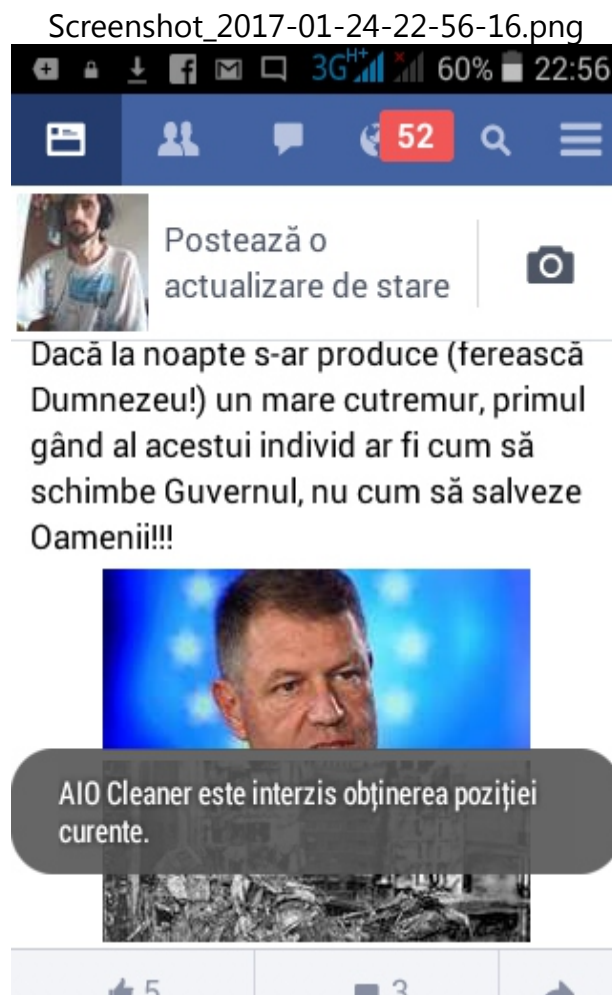 Screenshot_2017-01-24-22-56-16.png
3G H+ 60% 22:56
52
Postează o
actualizare de stare
Dacă la noapte s-ar produce (ferească
Dumnezeu!) un mare cutremur, primul
gând al acestui individ ar fi cum să
schimbe Guvernul, nu cum să salveze
Oamenii!!!
AIO Cleaner este interzis obținerea poziției
curente.
5 3